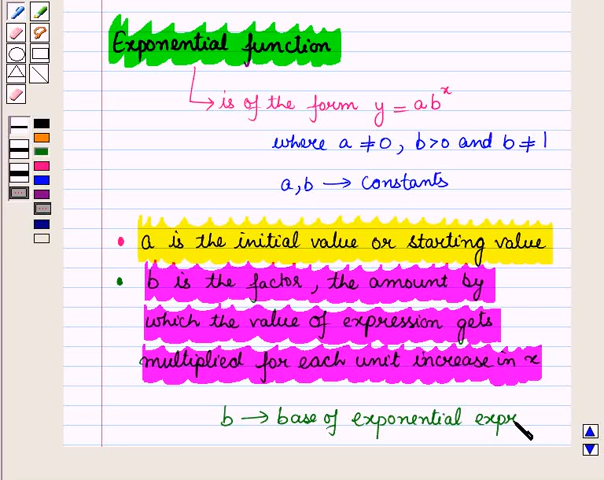 Exponential function
is of the form y = ab^x
where a ≠ 0, b > 0 and b ≠ 1
a, b → Constants
• a is the initial value or starting value
• b is the factor, the amount by
which the value of expression gets
multiplied for each unit increase in x
b → base of exponential expr